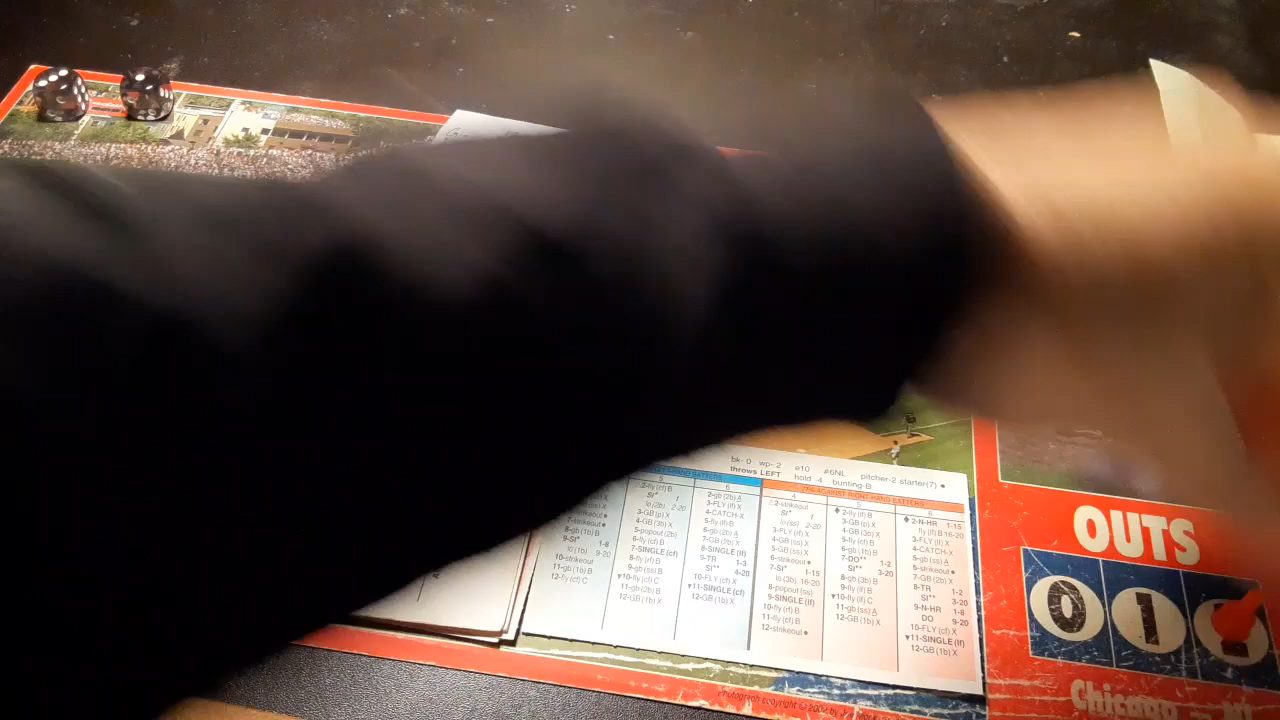 bk- 0 wp- 2 e10 #6NL pitcher-2 starter(7) •
throws LEFT hold -4 bunting-B
HAND BATTERS
AGAINST RIGHT HAND BATTERS
5
2-fly (cf) B
SI* 1
lo (2b) 2-20
3-GB (p) X
4-GB (3b) X
5-popout (2b)
6-fly (cf) B
7-SINGLE (cf)
8-fly (lf) B
9-gb (ss) B
▼10-fly (cf) C
11-gb (2b) B
12-GB (1b) X
6
2-gb (2b) A
3-FLY (lf) X
4-CATCH-X
5-fly (lf) B
6-gb (2b) A
7-GB (2b) X
8-SINGLE (lf)
9-TR 1-3
SI** 4-20
10-FLY (cf) X
▼11-SINGLE (cf)
12-GB (1b) X
7-strikeout•
9-SI* 1-8
lo (1b) 9-20
10-strikeout
11-gb (1b) B
12-fly (cf) C
4
2-strikeout
SI* 1
lo (ss) 2-20
3-FLY (rf) X
4-GB (ss) X
5-GB (ss) X
6-strikeout •
7-SI* 1-15
lo (3b) 16-20
8-popout (ss)
9-SINGLE (lf)
10-fly (rf) B
11-fly (cf) B
12-strikeout •
5
♦ 2-fly (lf) B
3-GB (p) X
4-GB (3b) X
5-fly (cf) B
6-gb (1b) B
7-DO** 1-2
SI** 3-20
8-gb (3b) B
9-fly (rf) B
▼10-fly (lf) C
11-gb (ss) A
12-GB (1b) X
6
♦ 2-N-HR 1-15
fly (lf) B 16-20
3-FLY (lf) X
4-CATCH-X
5-gb (ss) A
6-strikeout •
7-GB (2b) X
8-TR 1-2
SI** 3-20
9-N-HR 1-8
DO 9-20
10-FLY (cf) X
▼11-SINGLE (lf)
12-GB (1b) X
OUTS
0 1
Chicago
Photograph copyright © 2002 by